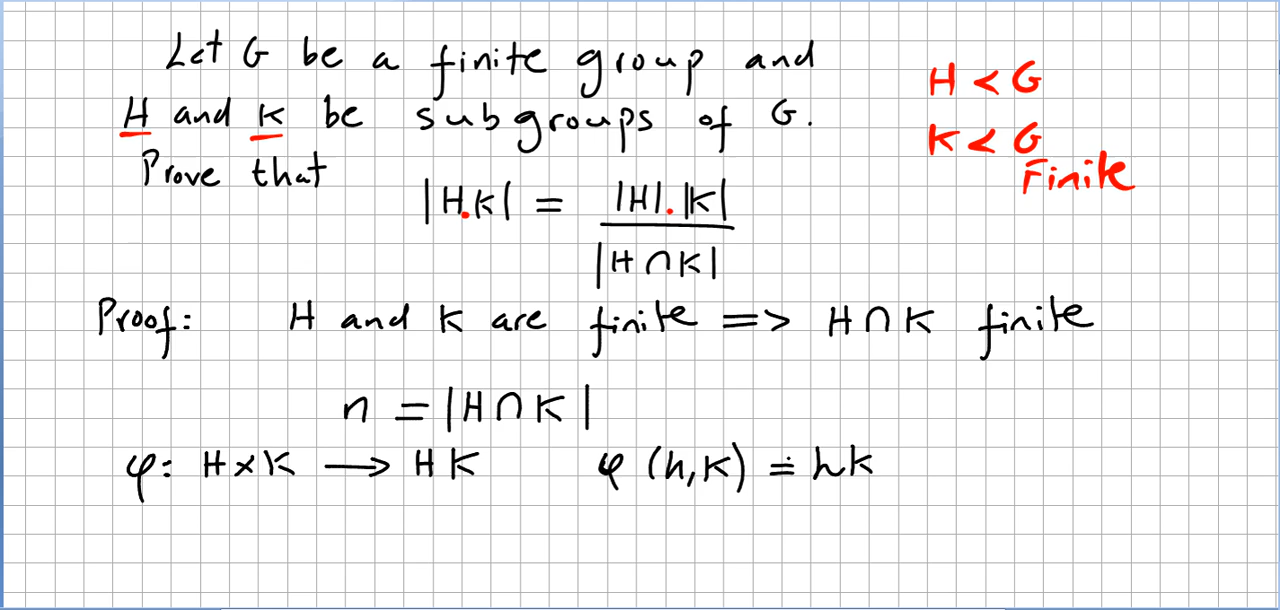 Let G be a finite group and
H and K be subgroups of G.
Prove that
H < G
K < G
Finite
|H.K| = |H|.|K| / |H ∩ K|
Proof: H and K are finite => H ∩ K finite
n = |H ∩ K|
φ: H × K → HK φ (h, k) ≐ hk